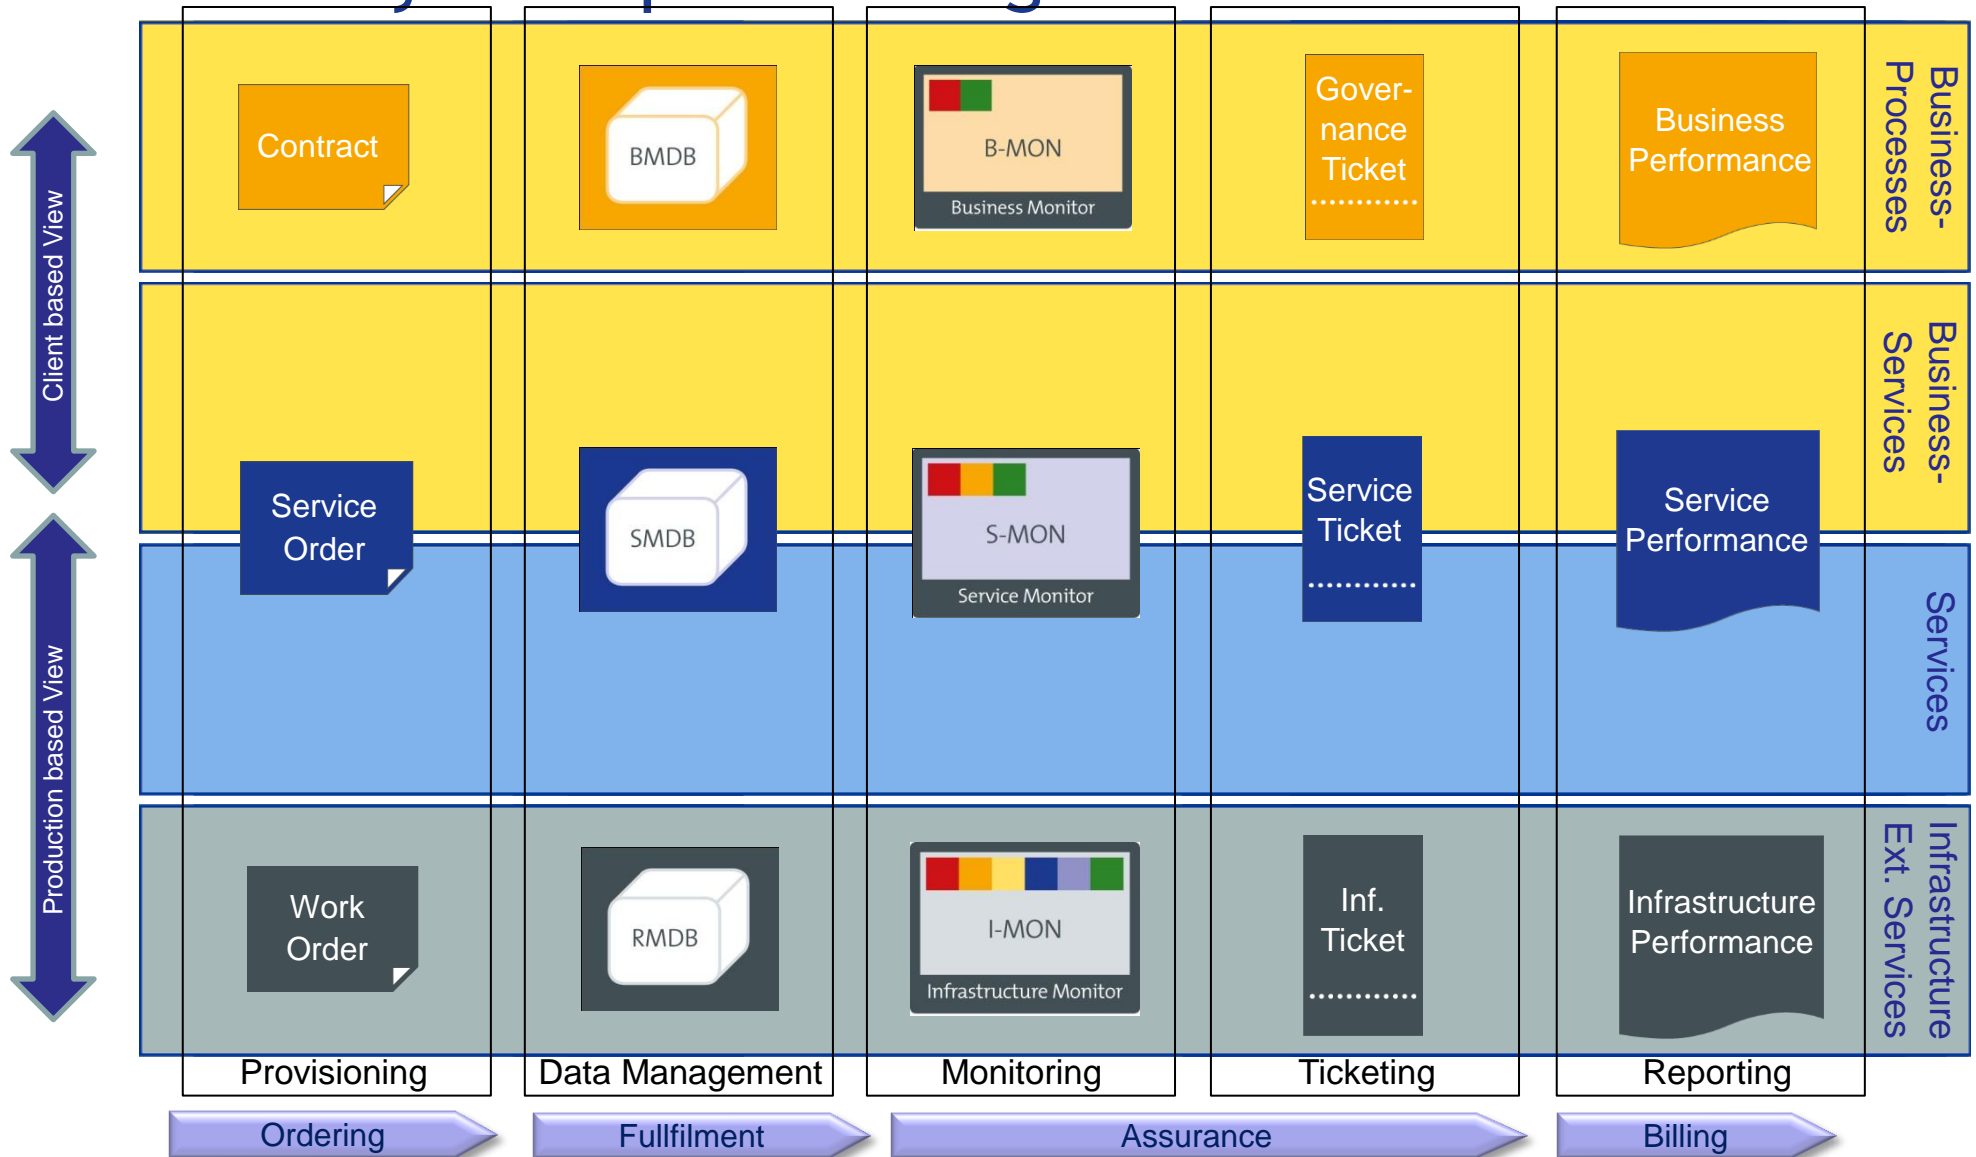 Contract
BMDB
B-MON
Business Monitor
Gover-
nance
Ticket
Business
Performance
Business-
Processes
Client based View
Business-
Services
Service
Order
SMDB
S-MON
Service Monitor
Service
Ticket
Service
Performance
Services
Production based View
Work
Order
RMDB
I-MON
Infrastructure Monitor
Inf.
Ticket
Infrastructure
Performance
Infrastructure
Ext. Services
Provisioning
Data Management
Monitoring
Ticketing
Reporting
Ordering
Fullfilment
Assurance
Billing